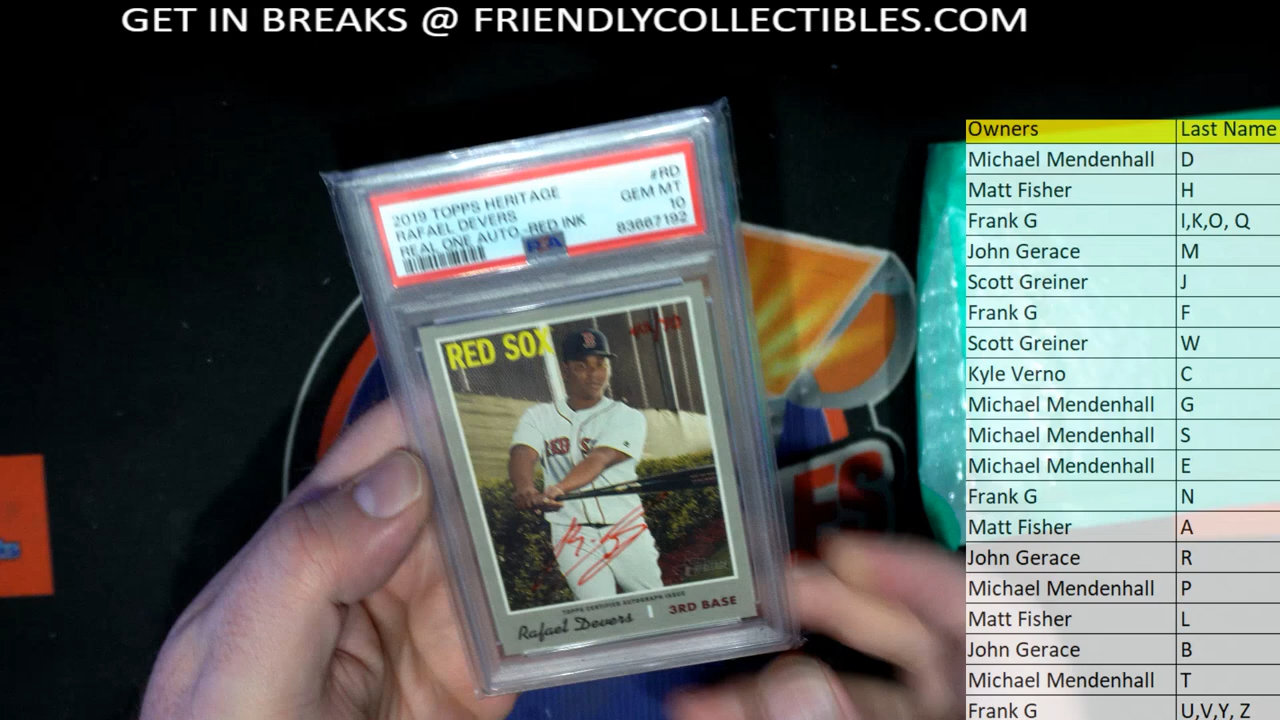 GET IN BREAKS @ FRIENDLYCOLLECTIBLES.COM
2019 TOPPS HERITAGE #RD
RAFAEL DEVERS GEM MT
REAL ONE AUTO.-RED INK 10
PSA 83667192
RED SOX
TOPPS CERTIFIED AUTOGRAPH ISSUE
Rafael Devers 3RD BASE
Owners Last Name
Michael Mendenhall D
Matt Fisher H
Frank G I,K,O, Q
John Gerace M
Scott Greiner J
Frank G F
Scott Greiner W
Kyle Verno C
Michael Mendenhall G
Michael Mendenhall S
Michael Mendenhall E
Frank G N
Matt Fisher A
John Gerace R
Michael Mendenhall P
Matt Fisher L
John Gerace B
Michael Mendenhall T
Frank G U,V,Y, Z